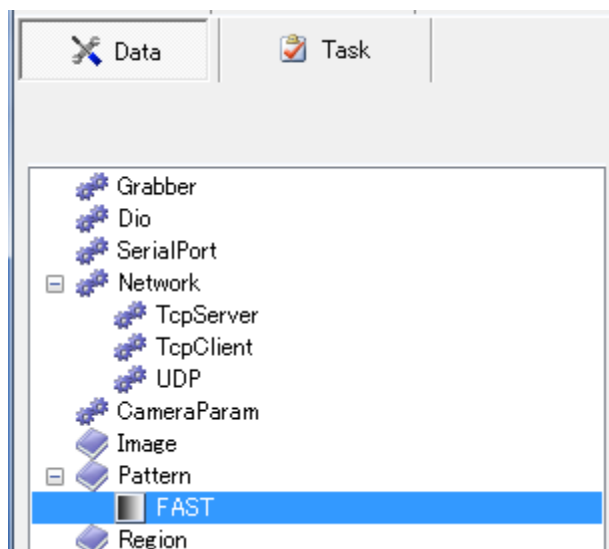 Data
Task
Grabber
Dio
SerialPort
Network
TcpServer
TcpClient
UDP
CameraParam
Image
Pattern
FAST
Region